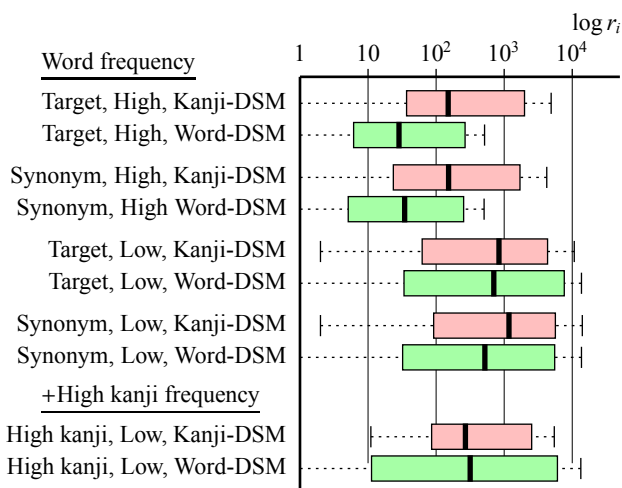 log rᵢ
1 10 10² 10³ 10⁴
Word frequency
Target, High, Kanji-DSM
Target, High, Word-DSM
Synonym, High, Kanji-DSM
Synonym, High Word-DSM
Target, Low, Kanji-DSM
Target, Low, Word-DSM
Synonym, Low, Kanji-DSM
Synonym, Low, Word-DSM
+High kanji frequency
High kanji, Low, Kanji-DSM
High kanji, Low, Word-DSM